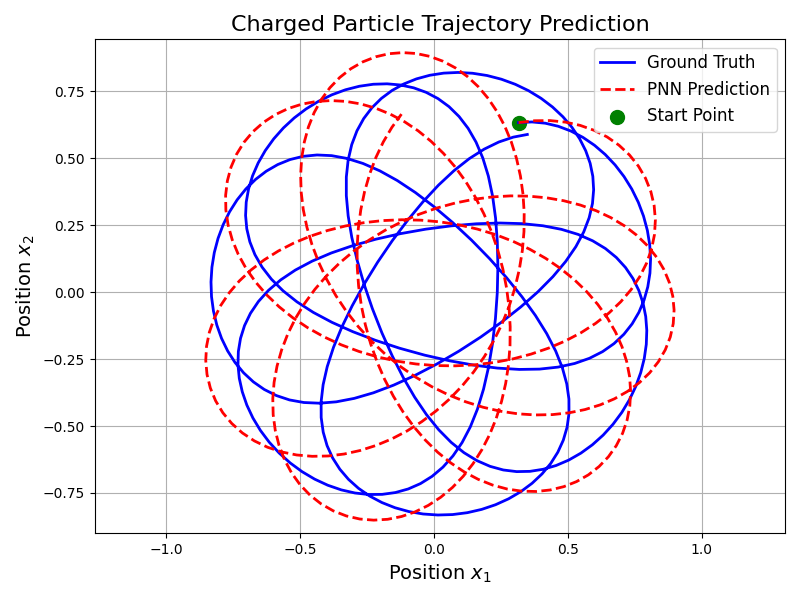 Charged Particle Trajectory Prediction
Ground Truth
PNN Prediction
Start Point
0.75
0.50
0.25
0.00
−0.25
−0.50
−0.75
Position x₂
−1.0
−0.5
0.0
0.5
1.0
Position x₁